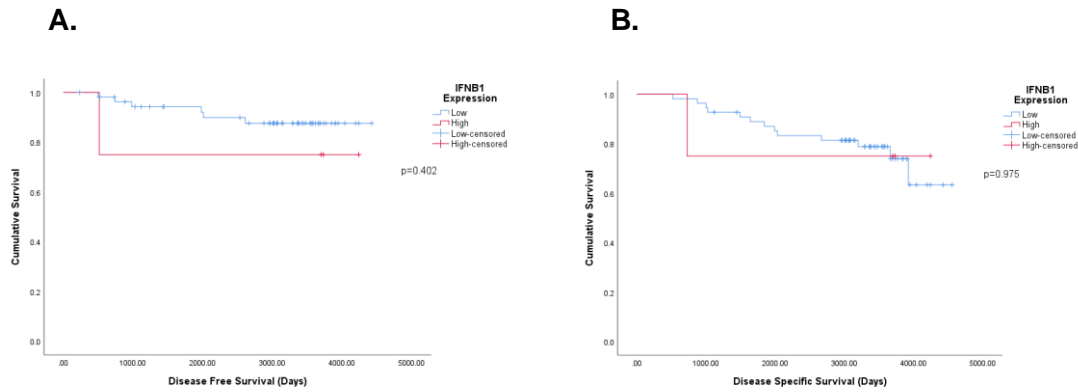 A.
IFNB1
Expression
Low
High
Low-censored
High-censored
p=0.402
Cumulative Survival
1.0
0.8
0.6
0.4
0.2
0.0
.00 1000.00 2000.00 3000.00 4000.00 5000.00
Disease Free Survival (Days)
B.
IFNB1
Expression
Low
High
Low-censored
High-censored
p=0.975
Cumulative Survival
1.0
0.8
0.6
0.4
0.2
0.0
.00 1000.00 2000.00 3000.00 4000.00 5000.00
Disease Specific Survival (Days)